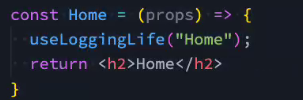 const Home = (props) => {
  useLoggingLife("Home");
  return <h2>Home</h2>
}